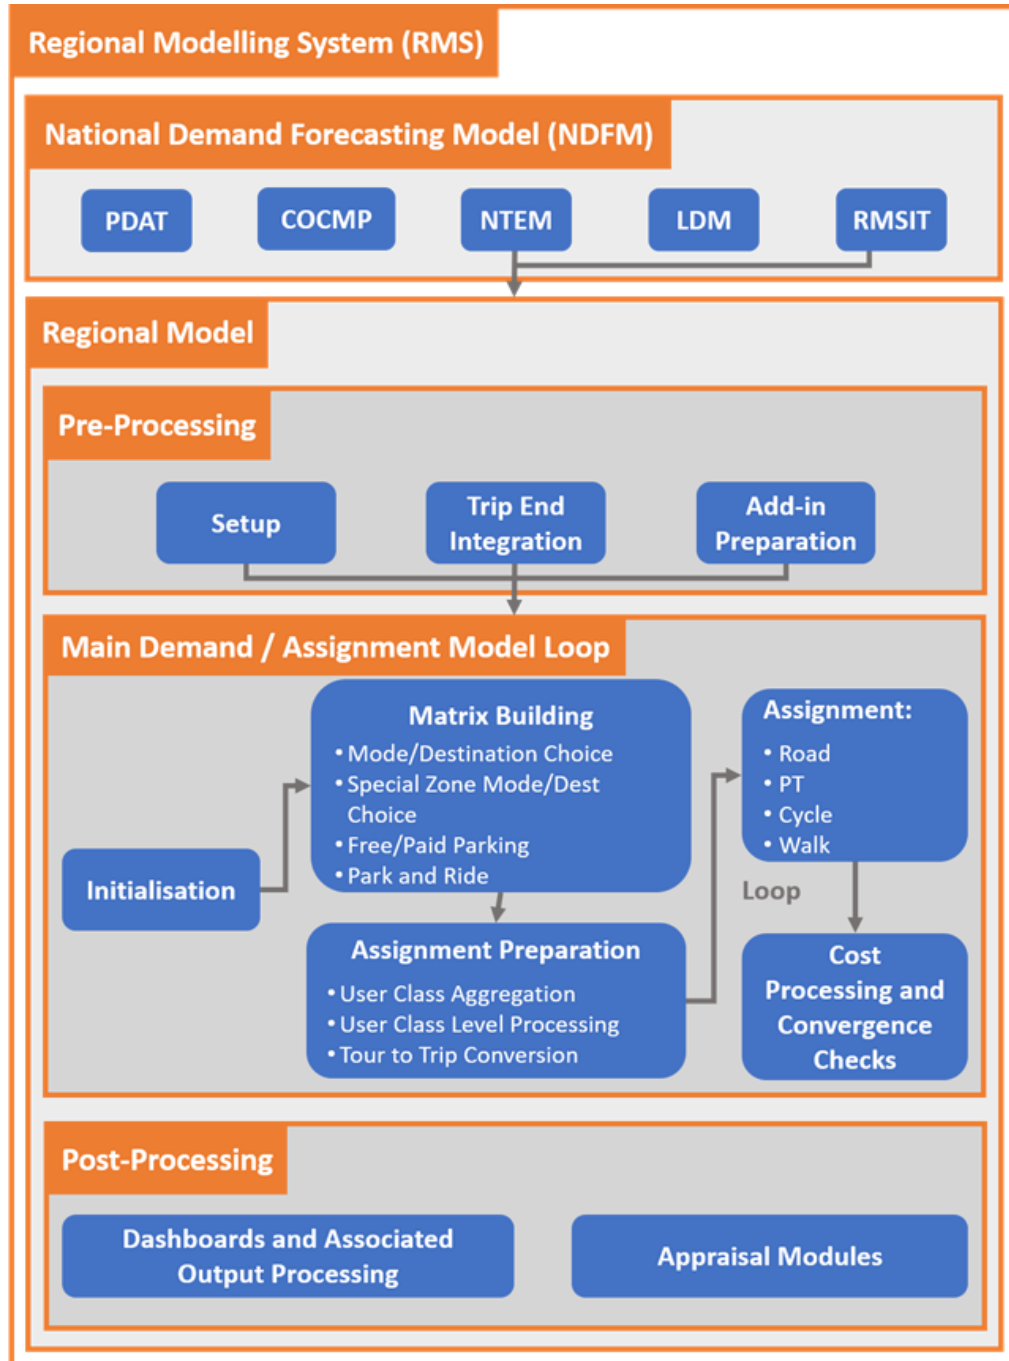 Regional Modelling System (RMS)
National Demand Forecasting Model (NDFM)
PDAT
COCMP
NTEM
LDM
RMSIT
Regional Model
Pre-Processing
Setup
Trip End
Integration
Add-in
Preparation
Main Demand / Assignment Model Loop
Initialisation
Matrix Building
• Mode/Destination Choice
• Special Zone Mode/Dest
Choice
• Free/Paid Parking
• Park and Ride
Assignment Preparation
• User Class Aggregation
• User Class Level Processing
• Tour to Trip Conversion
Assignment:
• Road
• PT
• Cycle
• Walk
Loop
Cost
Processing and
Convergence
Checks
Post-Processing
Dashboards and Associated
Output Processing
Appraisal Modules